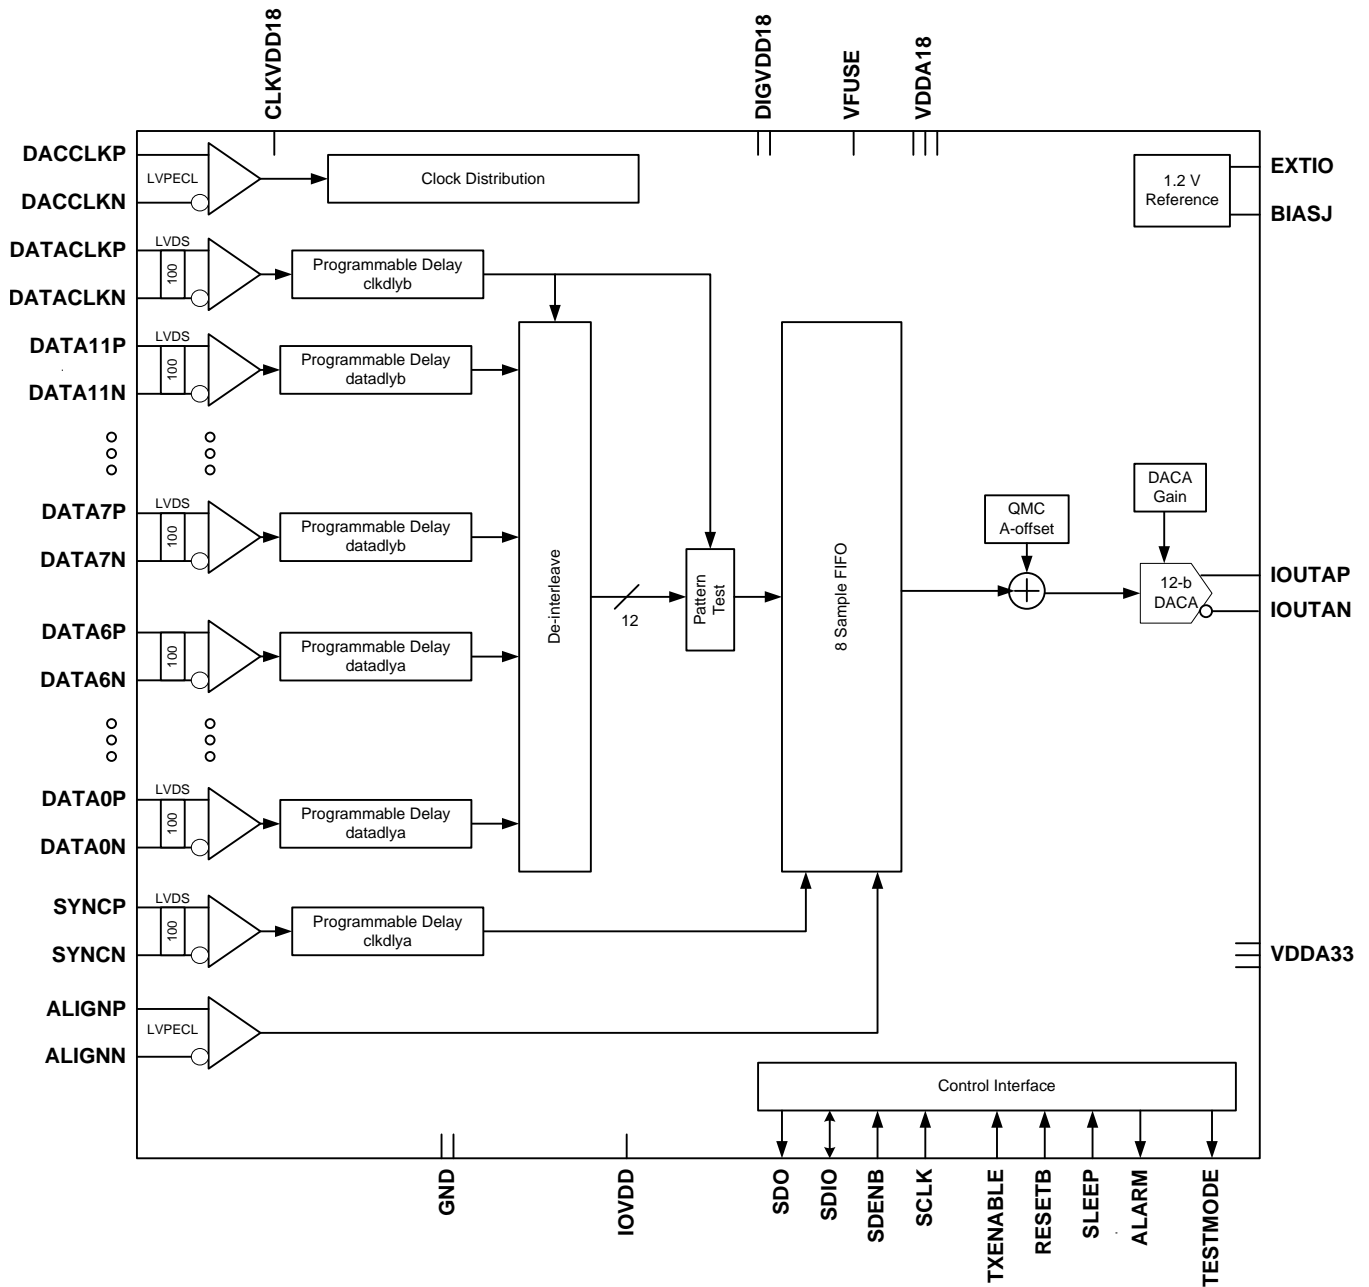 CLKVDD18
DIGVDD18
VFUSE
VDDA18
DACCLKP
LVPECL
DACCLKN
Clock Distribution
1.2 V
Reference
EXTIO
BIASJ
DATACLKP
LVDS
100
DATACLKN
Programmable Delay
clkdlyb
DATA11P
LVDS
100
DATA11N
Programmable Delay
datadlyb
DATA7P
LVDS
100
DATA7N
Programmable Delay
datadlyb
DATA6P
100
DATA6N
Programmable Delay
datadlya
DATA0P
LVDS
100
DATA0N
Programmable Delay
datadlya
De-interleave
12
Pattern
Test
8 Sample FIFO
QMC
A-offset
DACA
Gain
12-b
DACA
IOUTAP
IOUTAN
SYNCP
LVDS
100
SYNCN
Programmable Delay
clkdlya
VDDA33
ALIGNP
LVPECL
ALIGNN
Control Interface
GND
IOVDD
SDO
SDIO
SDENB
SCLK
TXENABLE
RESETB
SLEEP
ALARM
TESTMODE